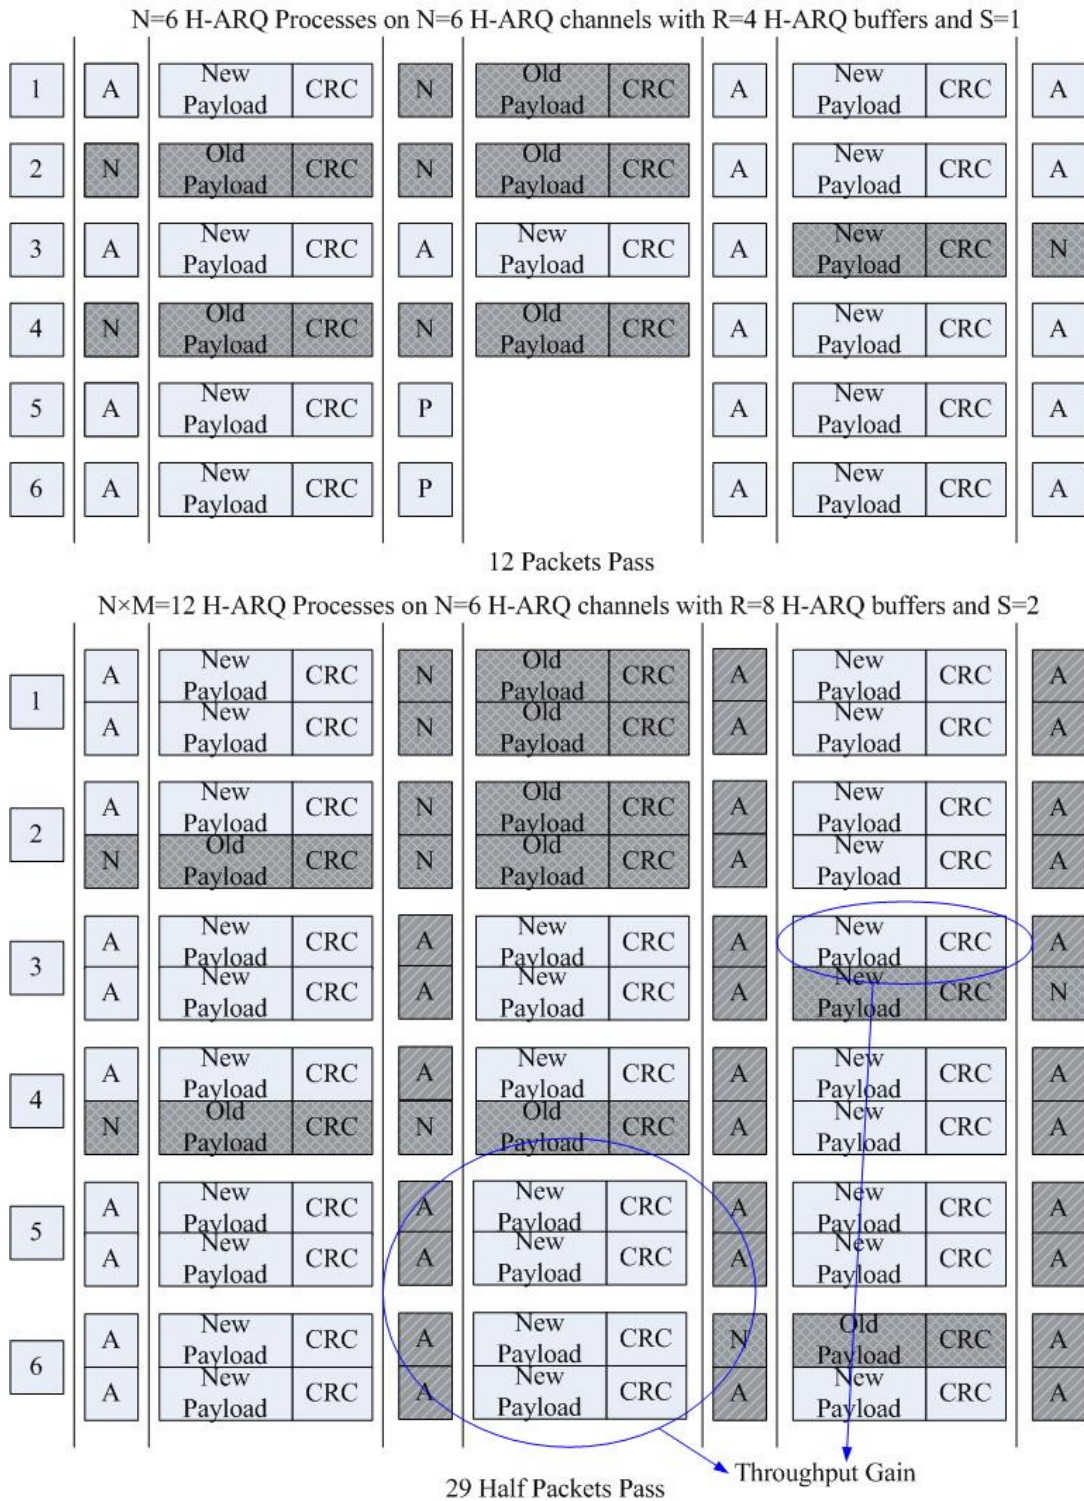 N=6 H-ARQ Processes on N=6 H-ARQ channels with R=4 H-ARQ buffers and S=1
1 A New Payload CRC N Old Payload CRC A New Payload CRC A
2 N Old Payload CRC N Old Payload CRC A New Payload CRC A
3 A New Payload CRC A New Payload CRC A New Payload CRC N
4 N Old Payload CRC N Old Payload CRC A New Payload CRC A
5 A New Payload CRC P A New Payload CRC A
6 A New Payload CRC P A New Payload CRC A
12 Packets Pass
N×M=12 H-ARQ Processes on N=6 H-ARQ channels with R=8 H-ARQ buffers and S=2
1
A New Payload CRC N Old Payload CRC A New Payload CRC A
A New Payload CRC N Old Payload CRC A New Payload CRC A
2
A New Payload CRC N Old Payload CRC A New Payload CRC A
N Old Payload CRC N Old Payload CRC A New Payload CRC A
3
A New Payload CRC A New Payload CRC A New Payload CRC A
A New Payload CRC A New Payload CRC A New Payload CRC N
4
A New Payload CRC A New Payload CRC A New Payload CRC A
N Old Payload CRC N Old Payload CRC A New Payload CRC A
5
A New Payload CRC A New Payload CRC A New Payload CRC A
A New Payload CRC A New Payload CRC A New Payload CRC A
6
A New Payload CRC A New Payload CRC N Old Payload CRC A
A New Payload CRC A New Payload CRC A New Payload CRC A
Throughput Gain
29 Half Packets Pass